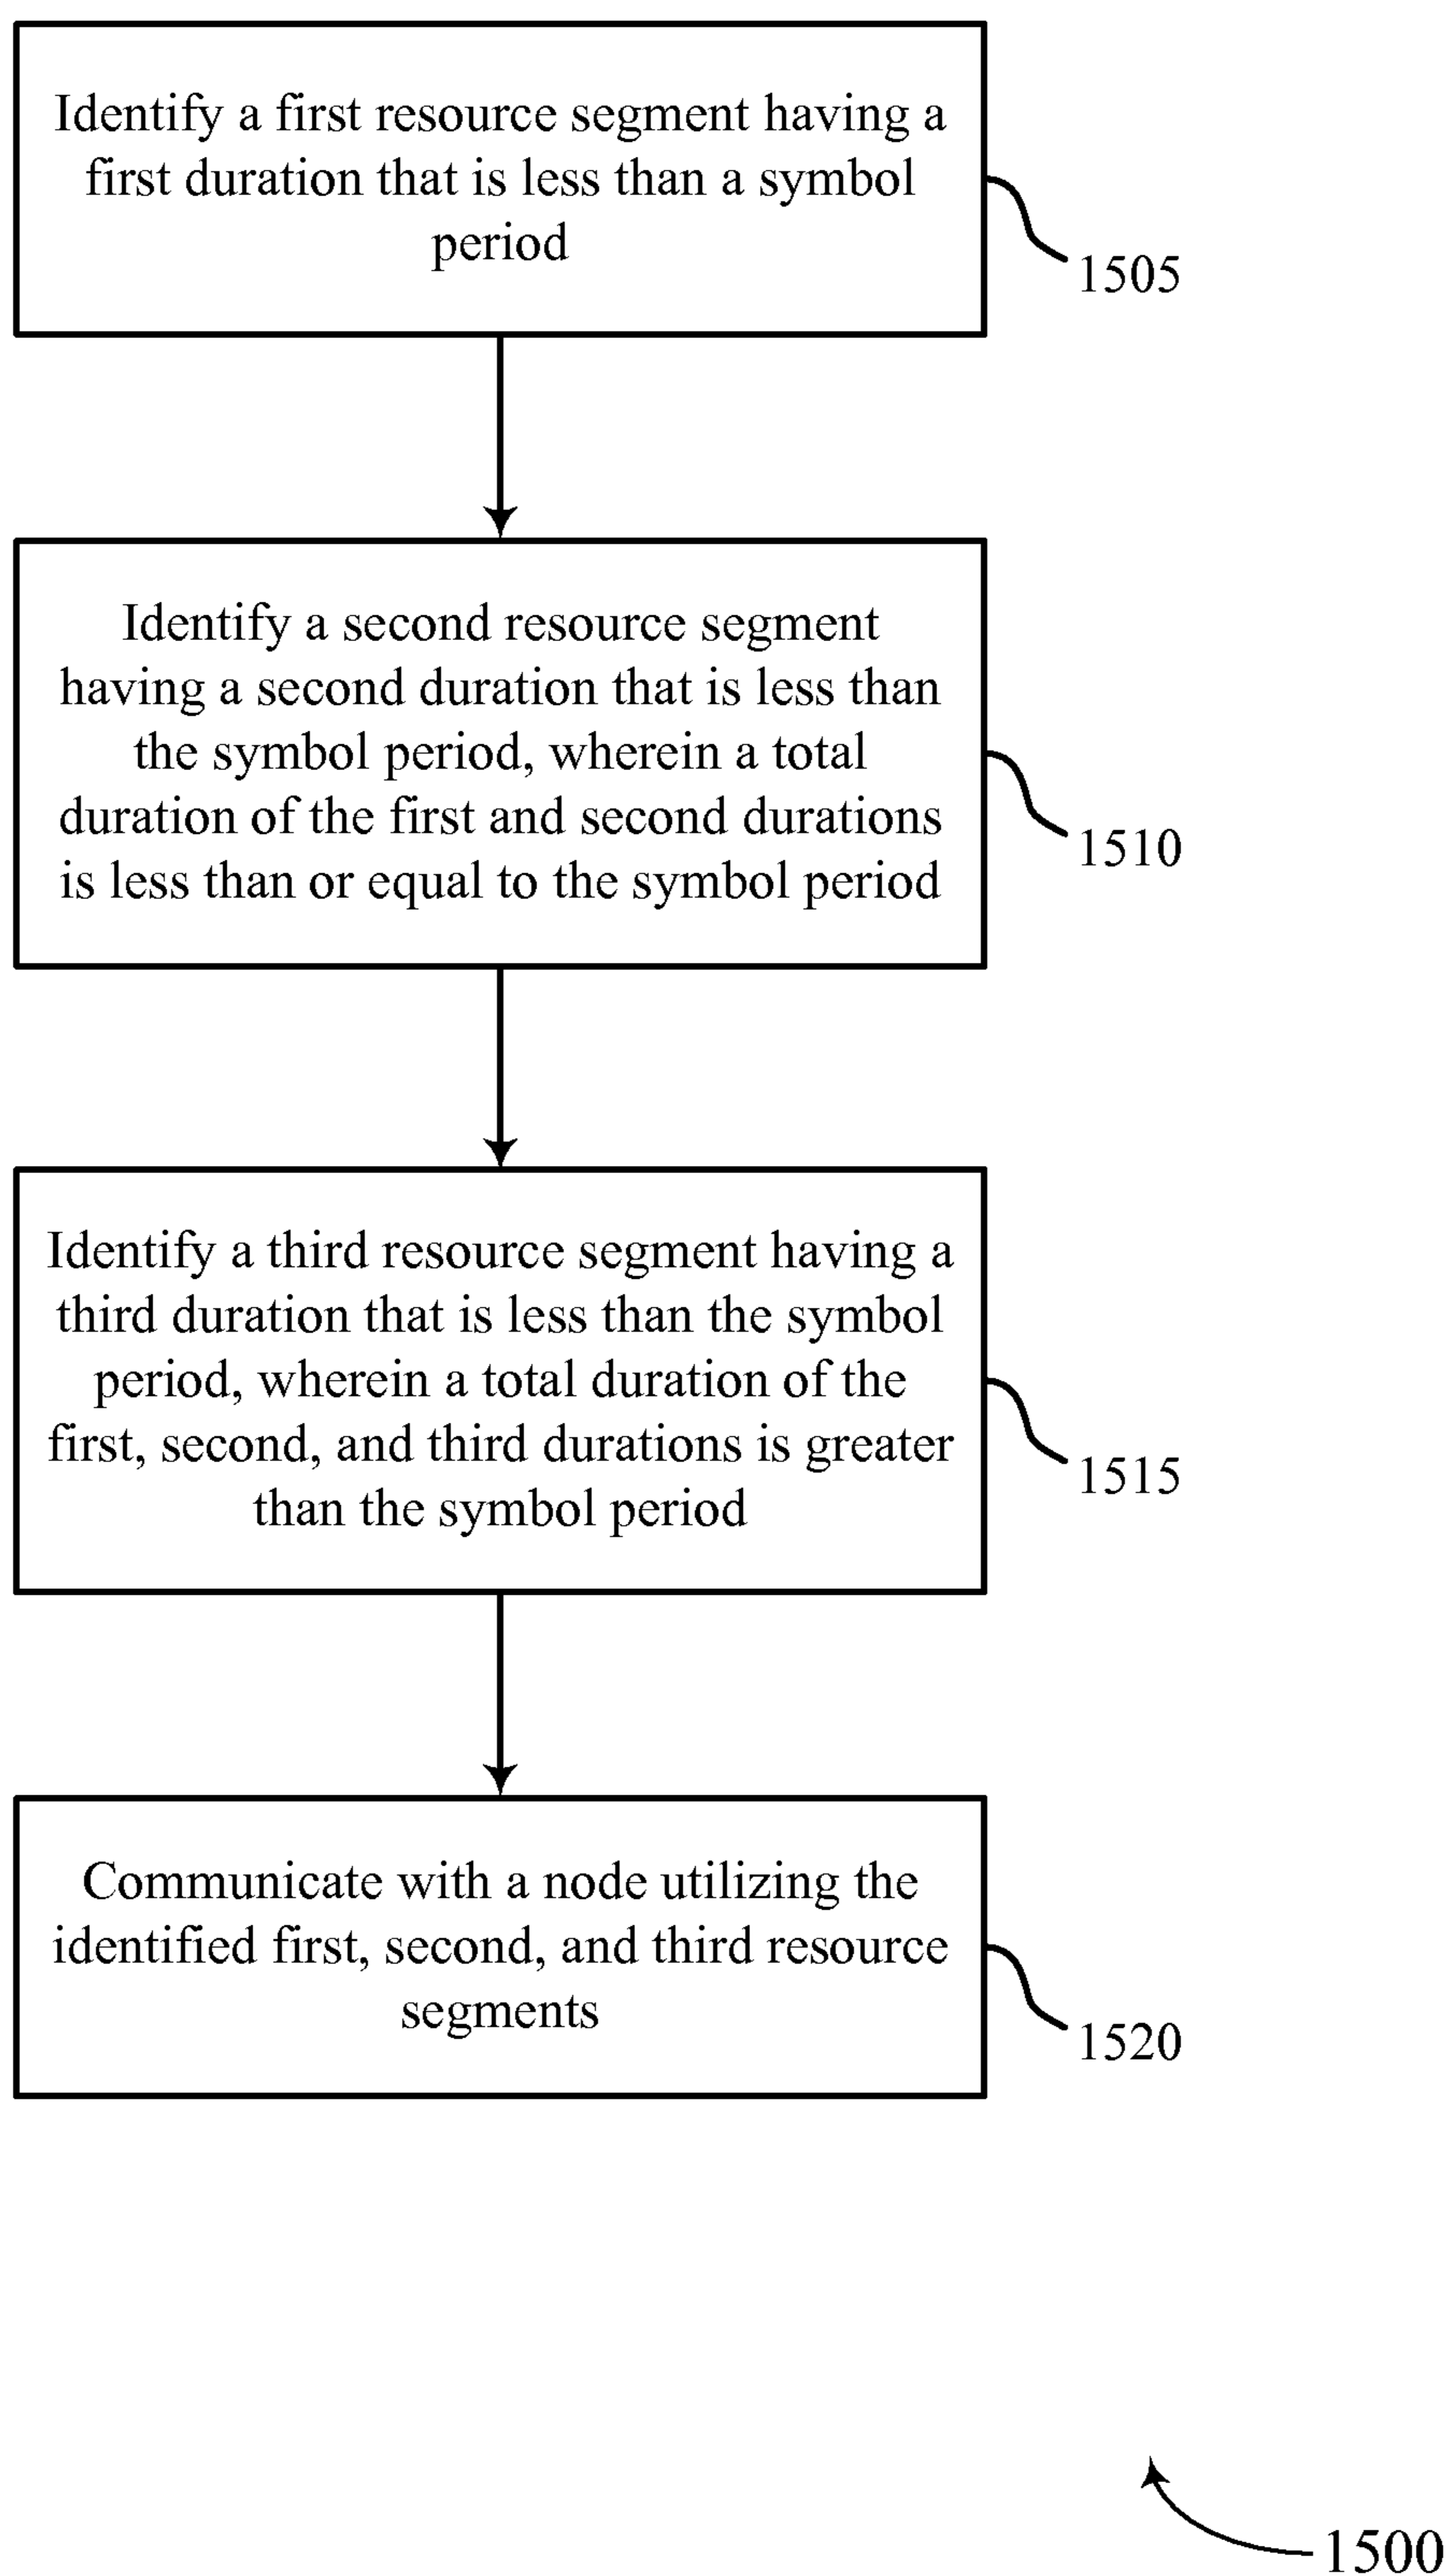 Identify a first resource segment having a
first duration that is less than a symbol
period
1505
Identify a second resource segment
having a second duration that is less than
the symbol period, wherein a total
duration of the first and second durations
is less than or equal to the symbol period
1510
Identify a third resource segment having a
third duration that is less than the symbol
period, wherein a total duration of the
first, second, and third durations is greater
than the symbol period
1515
Communicate with a node utilizing the
identified first, second, and third resource
segments
1520
1500